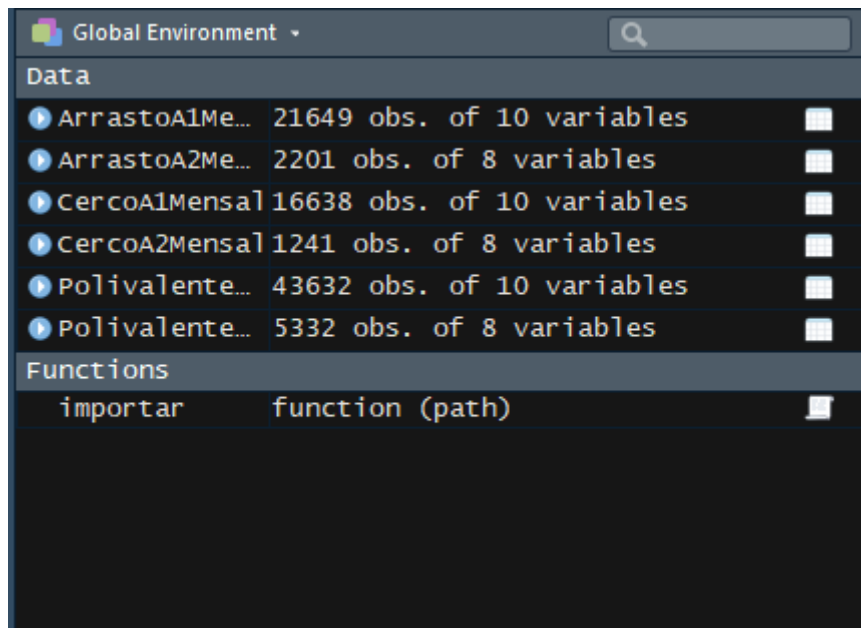 Global Environment
Data
ArrastoA1Me… 21649 obs. of 10 variables
ArrastoA2Me… 2201 obs. of 8 variables
CercoA1Mensal 16638 obs. of 10 variables
CercoA2Mensal 1241 obs. of 8 variables
Polivalente… 43632 obs. of 10 variables
Polivalente… 5332 obs. of 8 variables
Functions
importar function (path)